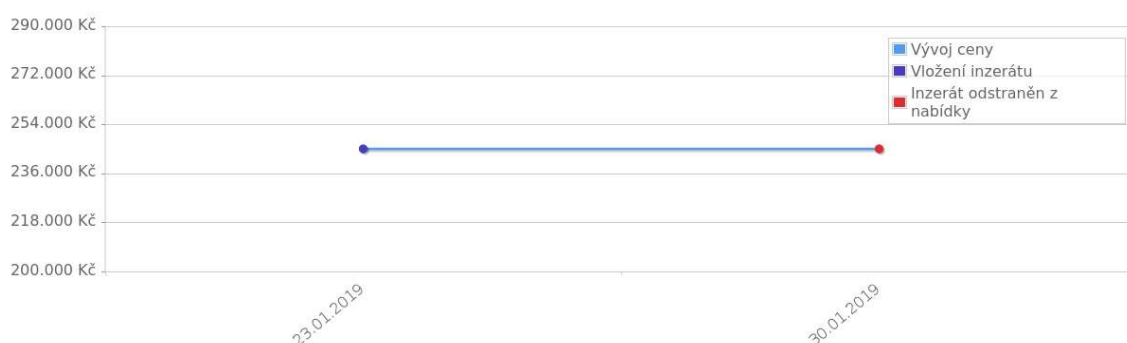 290.000 Kč
272.000 Kč
254.000 Kč
236.000 Kč
218.000 Kč
200.000 Kč
Vývoj ceny
Vložení inzerátu
Inzerát odstraněn z
nabídky
23.01.2019
30.01.2019